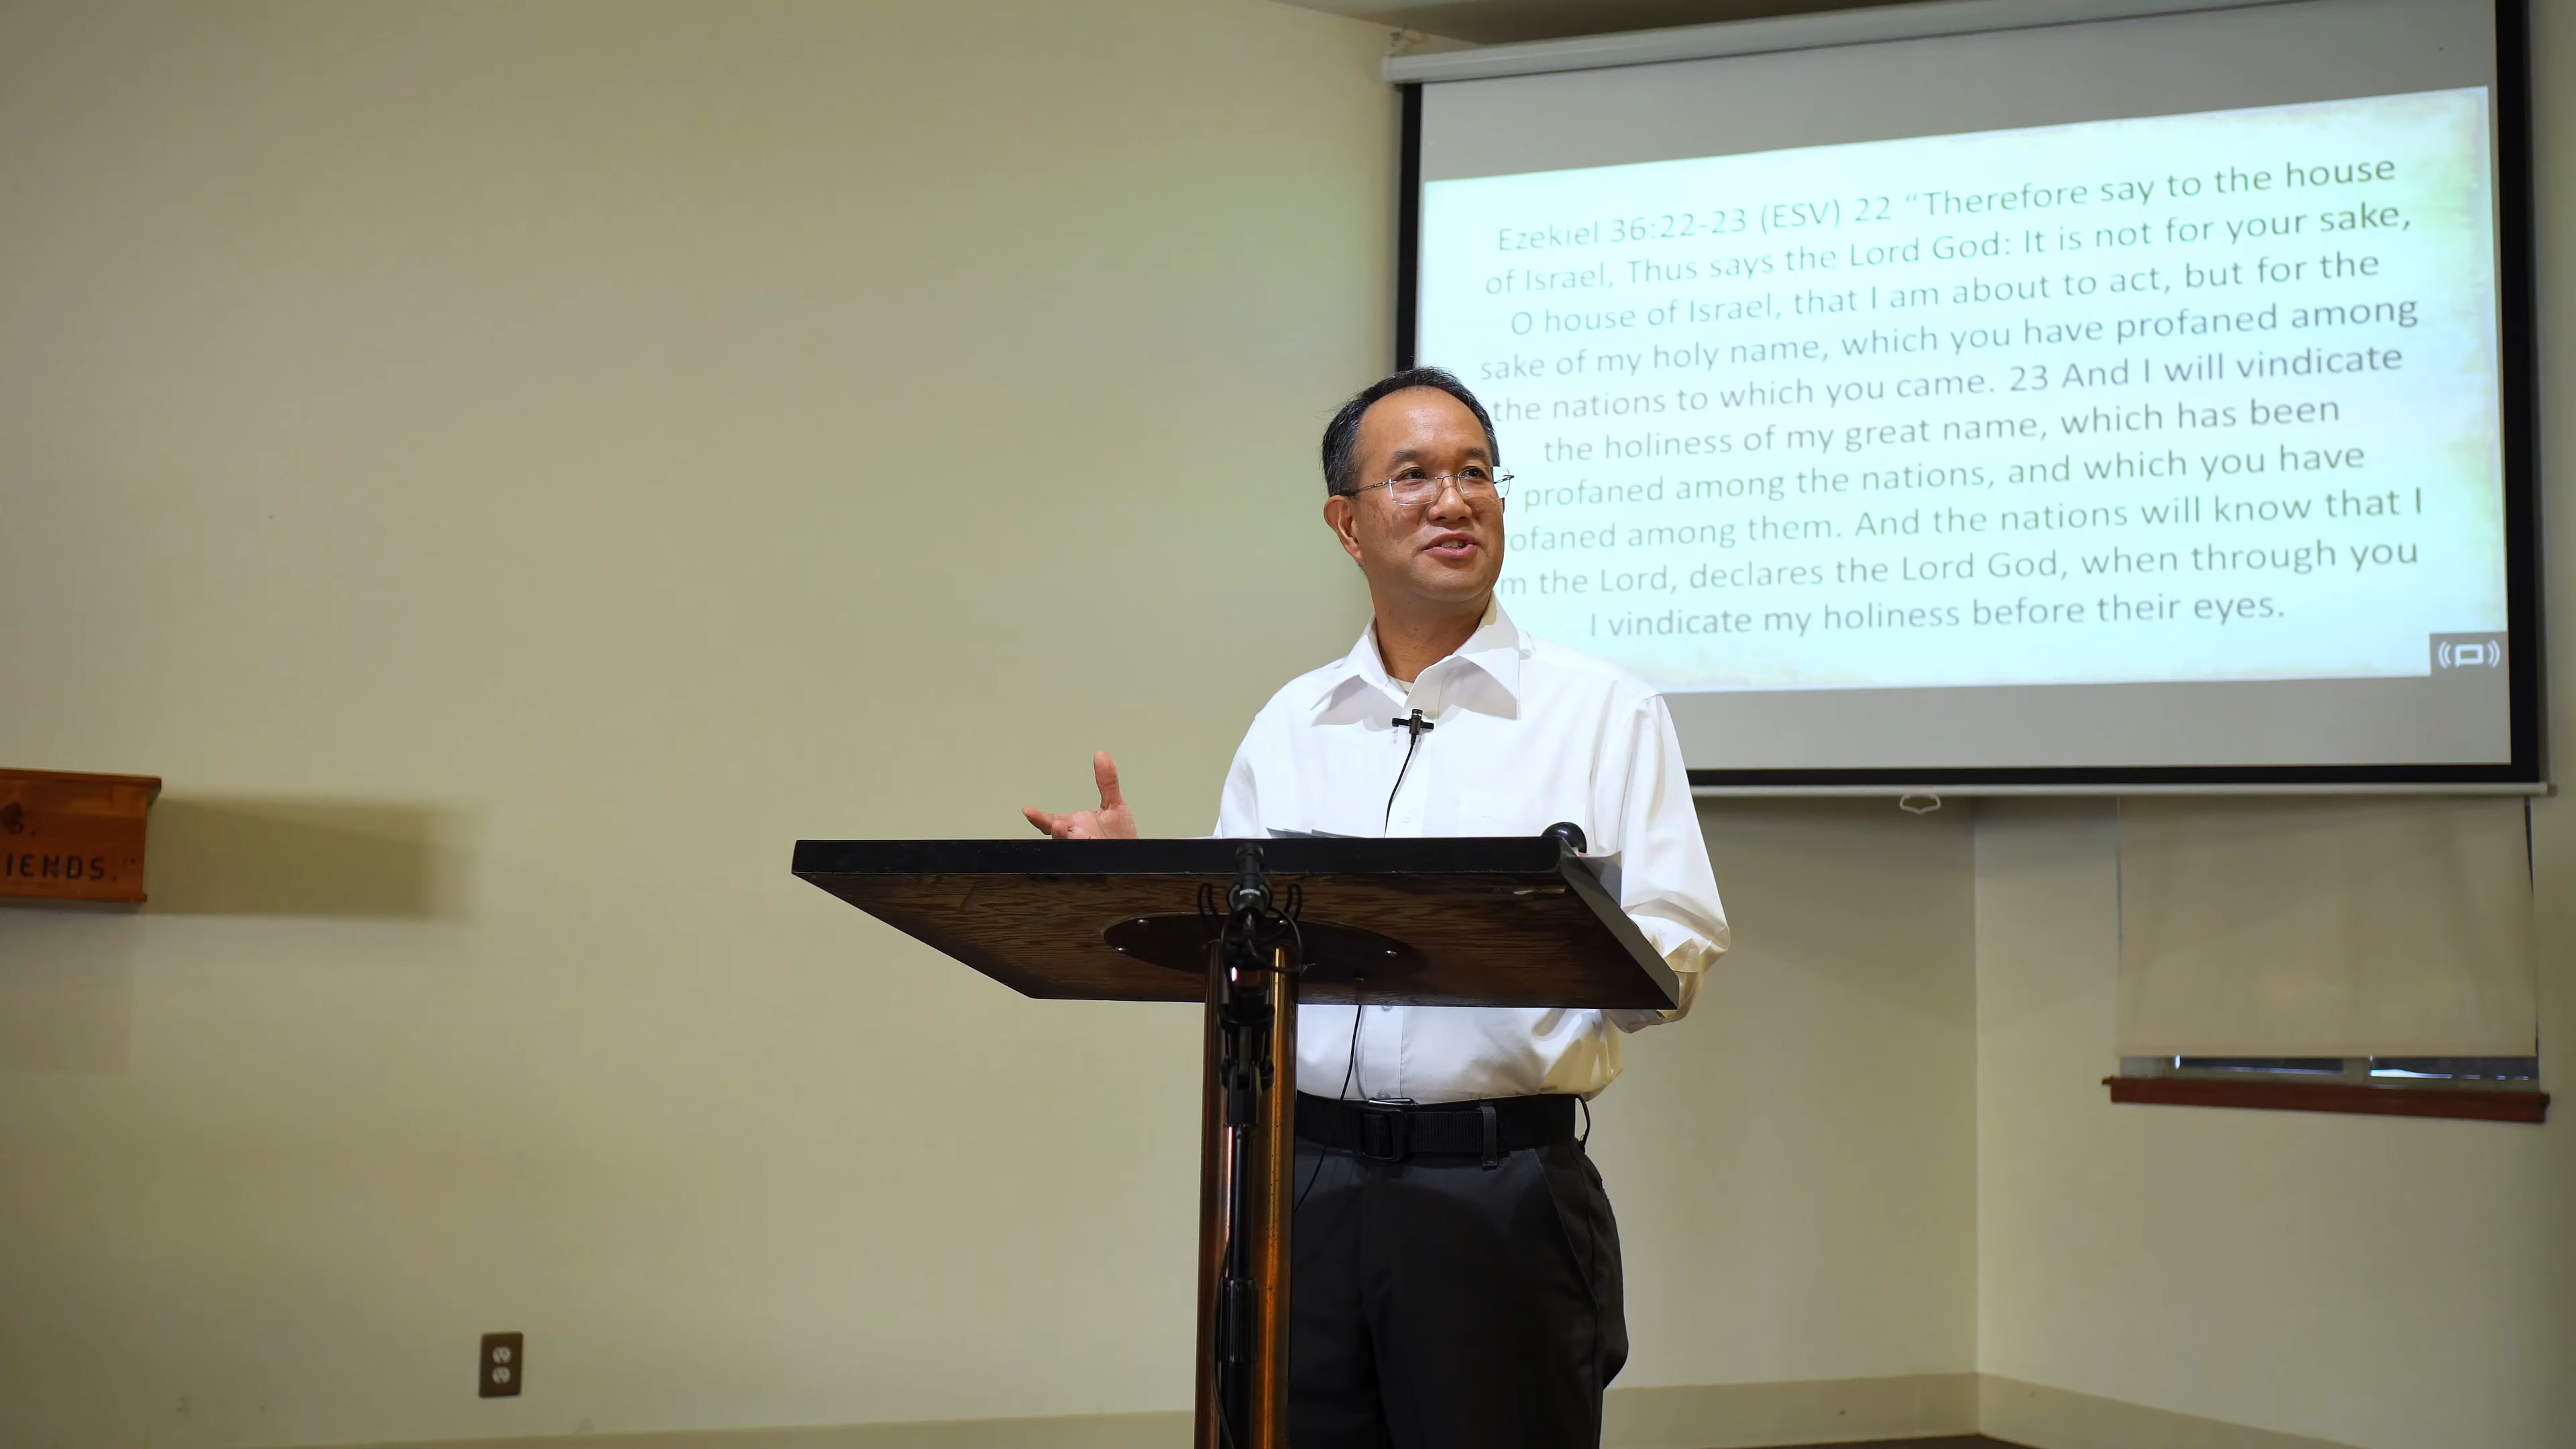 Ezekiel 36:22-23 (ESV) 22 “Therefore say to the house
of Israel, Thus says the Lord God: It is not for your sake,
O house of Israel, that I am about to act, but for the
sake of my holy name, which you have profaned among
the nations to which you came. 23 And I will vindicate
the holiness of my great name, which has been
profaned among the nations, and which you have
ofaned among them. And the nations will know that I
m the Lord, declares the Lord God, when through you
I vindicate my holiness before their eyes.
IENDS."